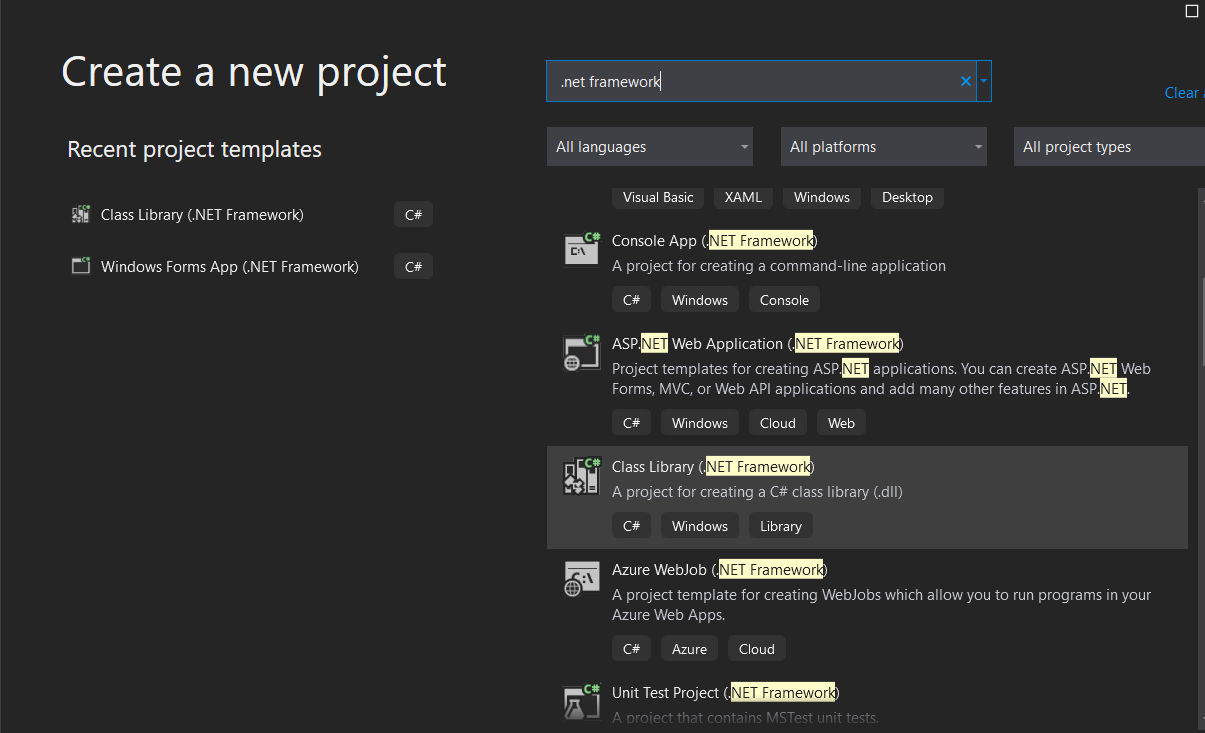 Create a new project
.net framework
Clear
All languages
All platforms
All project types
Recent project templates
Class Library (.NET Framework)
C#
Windows Forms App (.NET Framework)
C#
Visual Basic
XAML
Windows
Desktop
Console App (.NET Framework)
A project for creating a command-line application
C#
Windows
Console
ASP.NET Web Application (.NET Framework)
Project templates for creating ASP.NET applications. You can create ASP.NET Web
Forms, MVC, or Web API applications and add many other features in ASP.NET.
C#
Windows
Cloud
Web
Class Library (.NET Framework)
A project for creating a C# class library (.dll)
C#
Windows
Library
Azure WebJob (.NET Framework)
A project template for creating WebJobs which allow you to run programs in your
Azure Web Apps.
C#
Azure
Cloud
Unit Test Project (.NET Framework)
A project that contains MSTest unit tests.